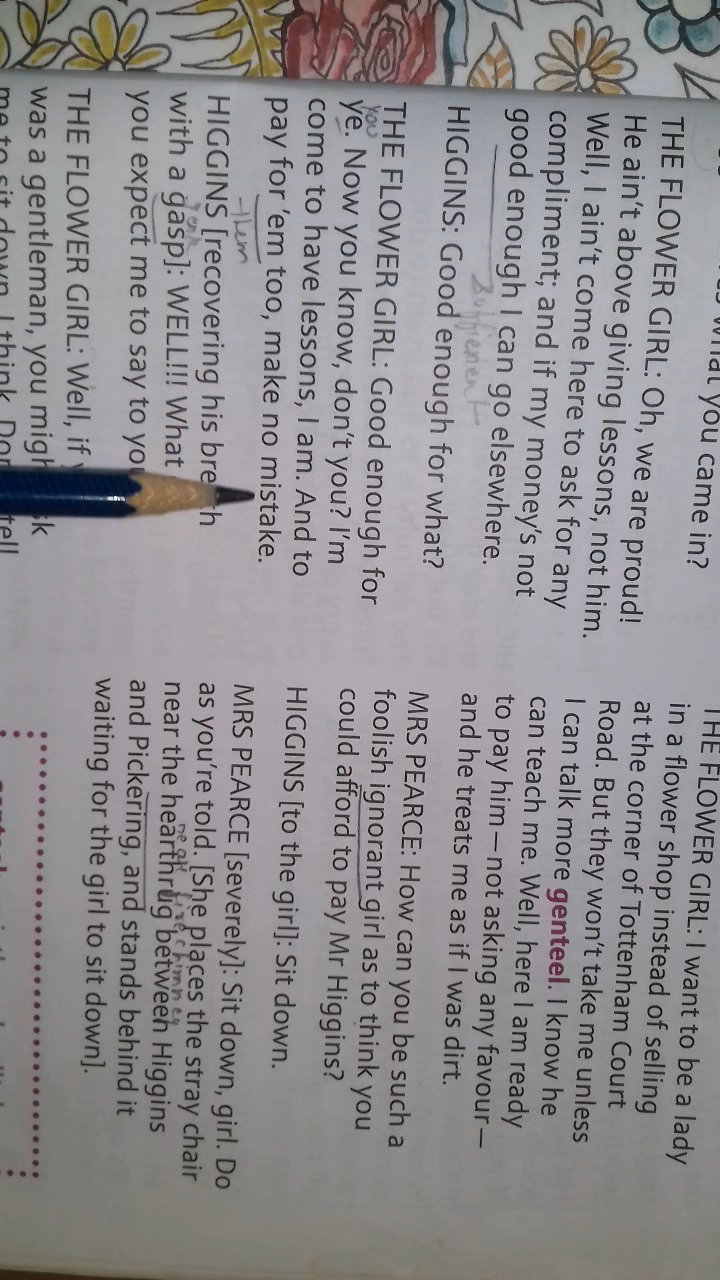 what you came in?
THE FLOWER GIRL: Oh, we are proud!
He ain't above giving lessons, not him.
Well, I ain't come here to ask for any
compliment; and if my money's not
good enough I can go elsewhere.
HIGGINS: Good enough for what?
THE FLOWER GIRL: Good enough for
you
ye. Now you know, don't you? I'm
come to have lessons, I am. And to
pay for 'em too, make no mistake.
them
HIGGINS [recovering his
with a gasp]: WELL!!! What
you expect me to say to
THE FLOWER GIRL: Well, if
was a gentleman, you
me to sit down, I think.
tell
THE FLOWER GIRL: I want to be a lady
in a flower shop instead of selling
at the corner of Tottenham Court
Road. But they won't take me unless
I can talk more genteel. I know he
can teach me. Well, here I am ready
to pay him—not asking any favour—
and he treats me as if I was dirt.
MRS PEARCE: How can you be such a
foolish ignorant girl as to think you
could afford to pay Mr Higgins?
HIGGINS [to the girl]: Sit down.
MRS PEARCE [severely]: Sit down, girl. Do
as you're told. [She places the stray chair
near the hearthrug between Higgins
and Pickering, and stands behind it
waiting for the girl to sit down].